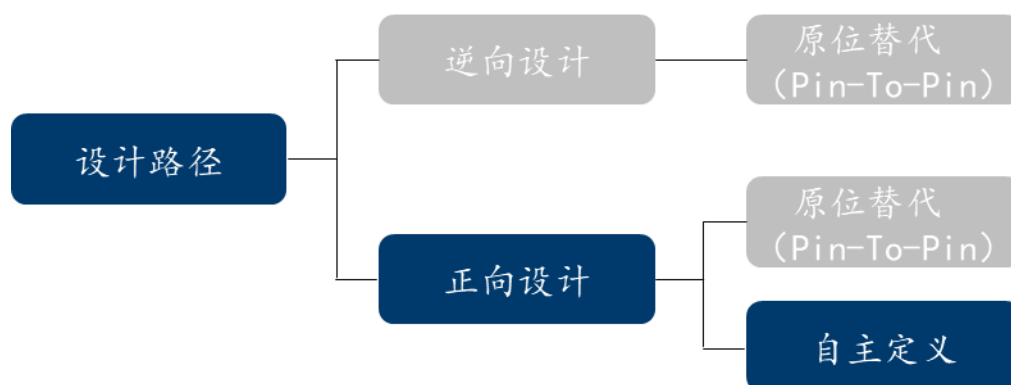 设计路径
逆向设计
原位替代
（Pin-To-Pin）
正向设计
原位替代
（Pin-To-Pin）
自主定义